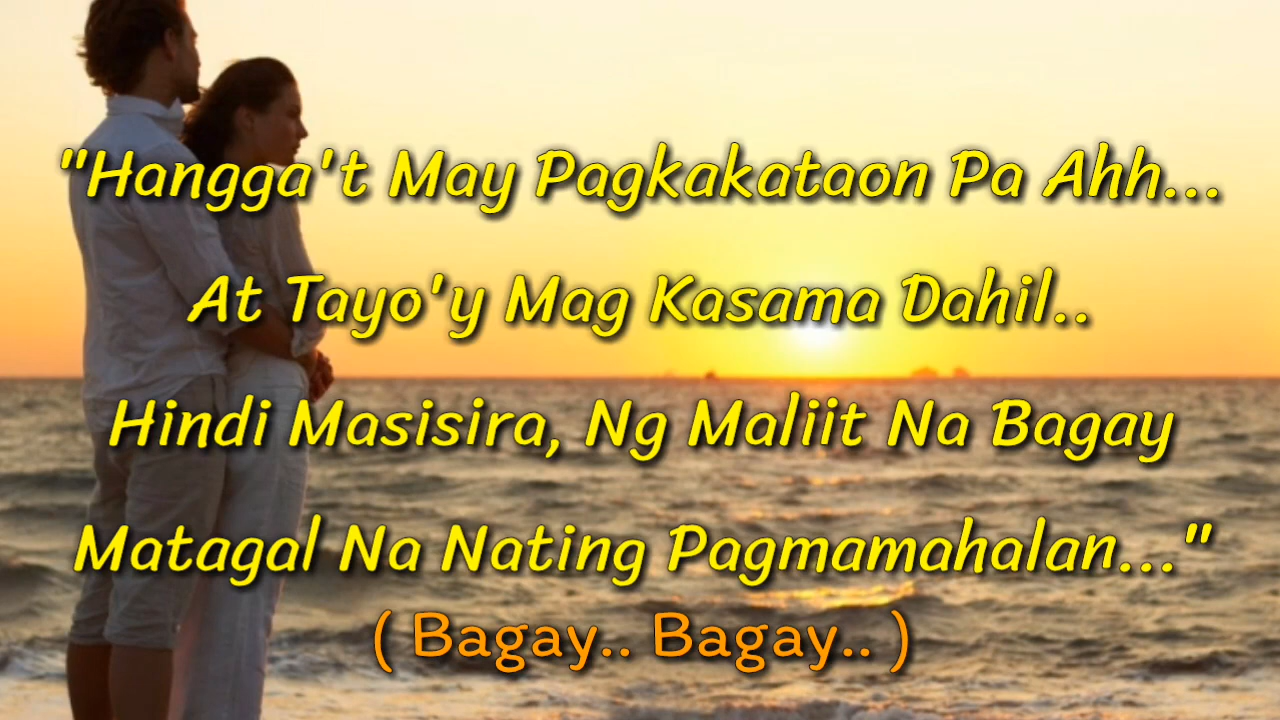 "Hangga't May Pagkakataon Pa Ahh...
At Tayo'y Mag Kasama Dahil..
Hindi Masisira, Ng Maliit Na Bagay
Matagal Na Nating Pagmamahalan..."
( Bagay.. Bagay.. )